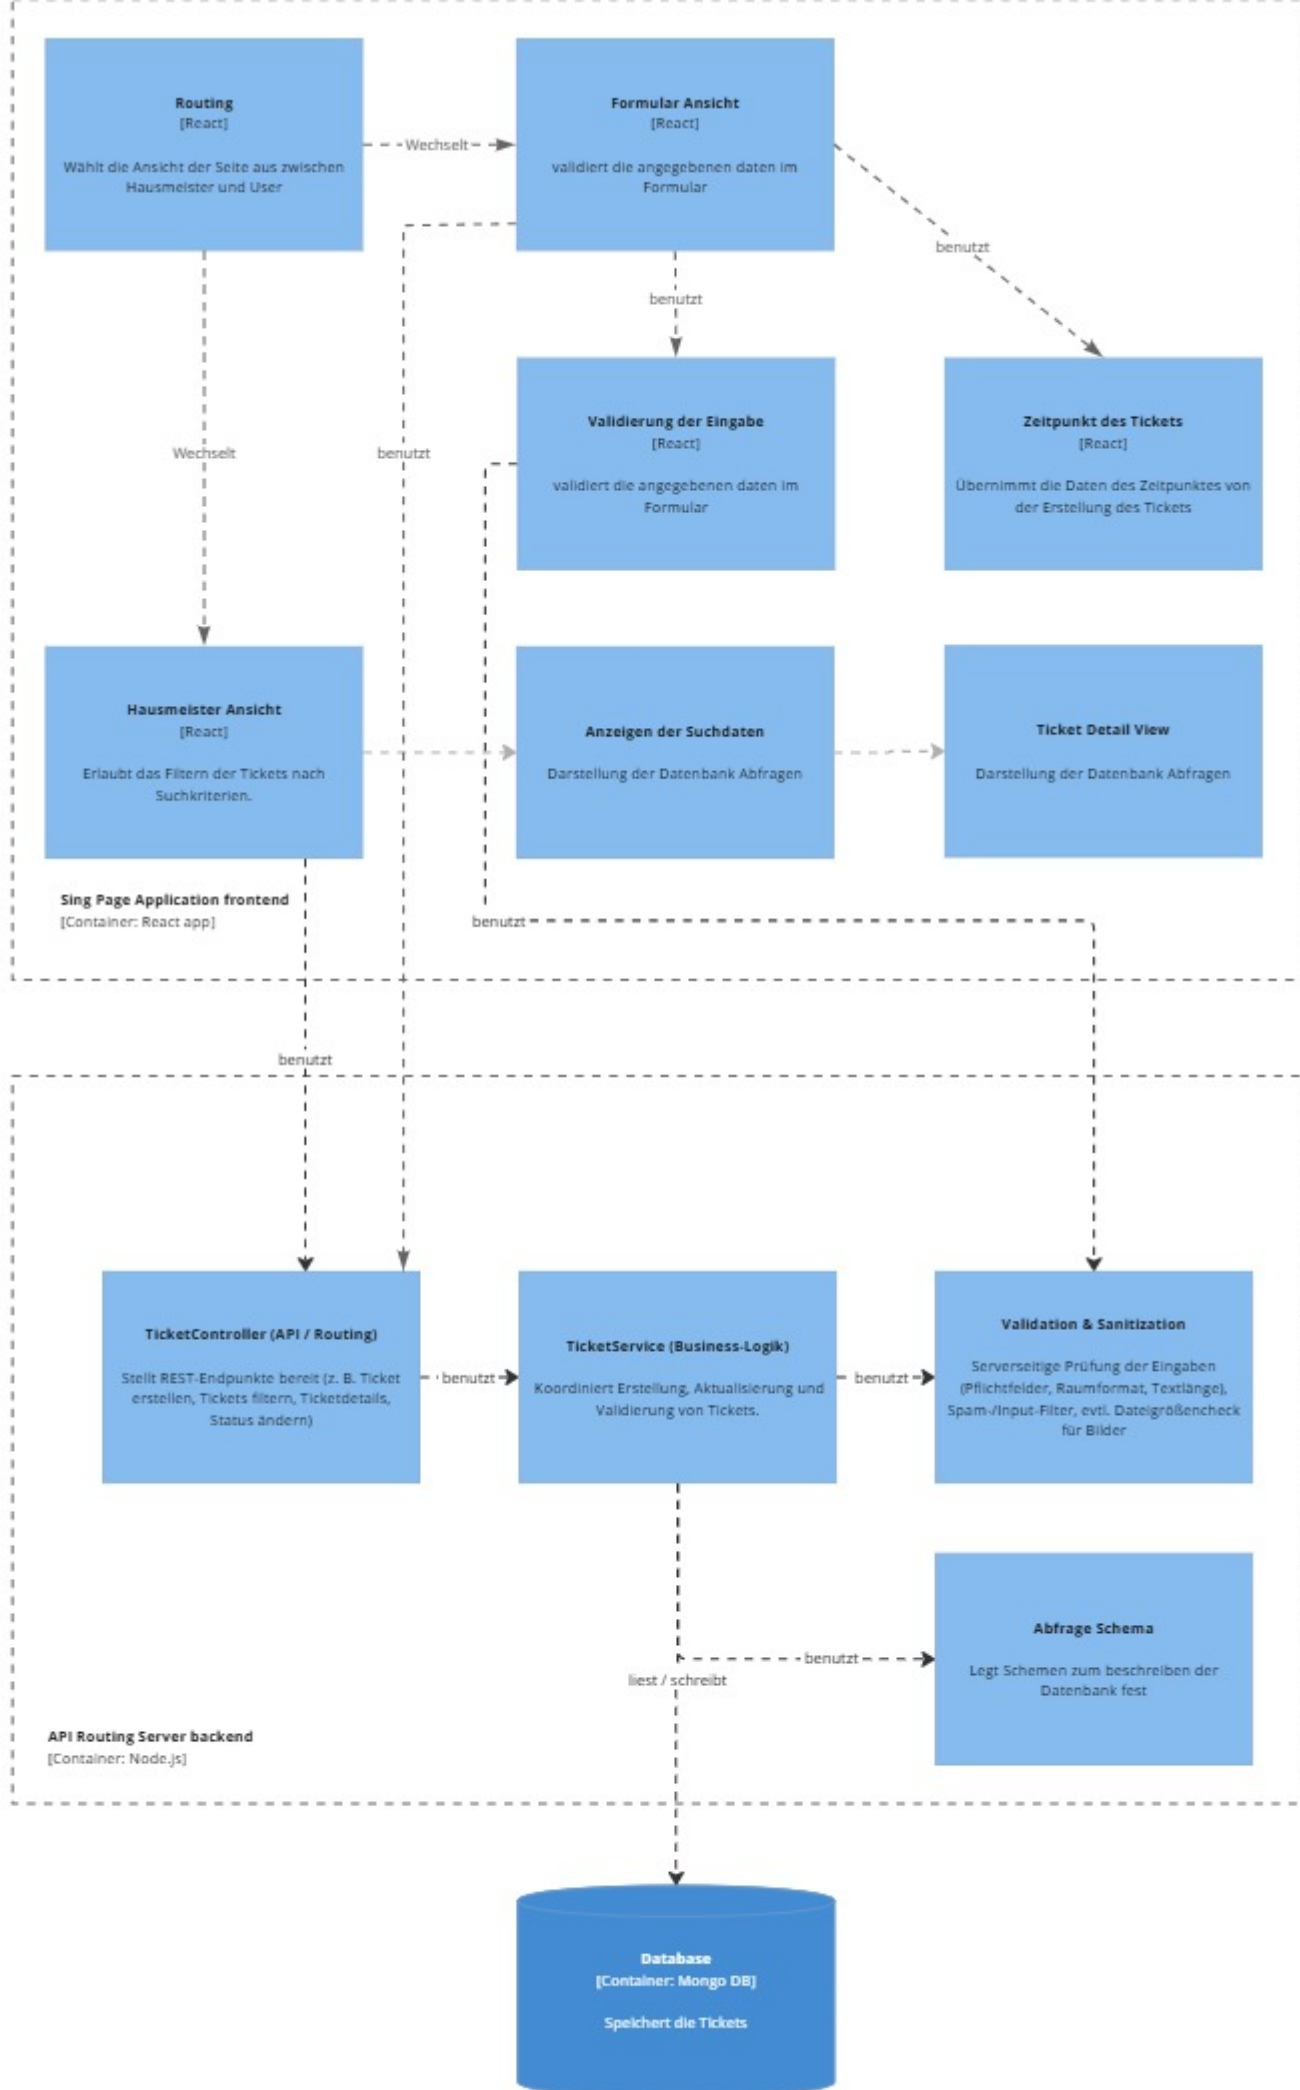 Routing
[React]
Wählt die Ansicht der Seite aus zwischen
Hausmeister und User
Wechselt
Formular Ansicht
[React]
validiert die angegebenen daten im
Formular
benutzt
benutzt
Wechselt
benutzt
Validierung der Eingabe
[React]
validiert die angegebenen daten im
Formular
Zeitpunkt des Tickets
[React]
Übernimmt die Daten des Zeitpunktes von
der Erstellung des Tickets
Hausmeister Ansicht
[React]
Erlaubt das Filtern der Tickets nach
Suchkriterien.
Anzeigen der Suchdaten
Darstellung der Datenbank Abfragen
Ticket Detail View
Darstellung der Datenbank Abfragen
Sing Page Application frontend
[Container: React app]
benutzt
benutzt
TicketController (API / Routing)
Stellt REST-Endpunkte bereit (z. B. Ticket
erstellen, Tickets filtern, Ticketdetails,
Status ändern)
benutzt
TicketService (Business-Logik)
Koordiniert Erstellung, Aktualisierung und
Validierung von Tickets.
benutzt
Validation & Sanitization
Serverseitige Prüfung der Eingaben
(Pflichtfelder, Raumformat, Textlänge),
Spam-/Input-Filter, evtl. Dateigrößencheck
für Bilder
Abfrage Schema
Legt Schemen zum beschreiben der
Datenbank fest
benutzt
liest / schreibt
API Routing Server backend
[Container: Node.js]
Database
[Container: Mongo DB]
Speichert die Tickets